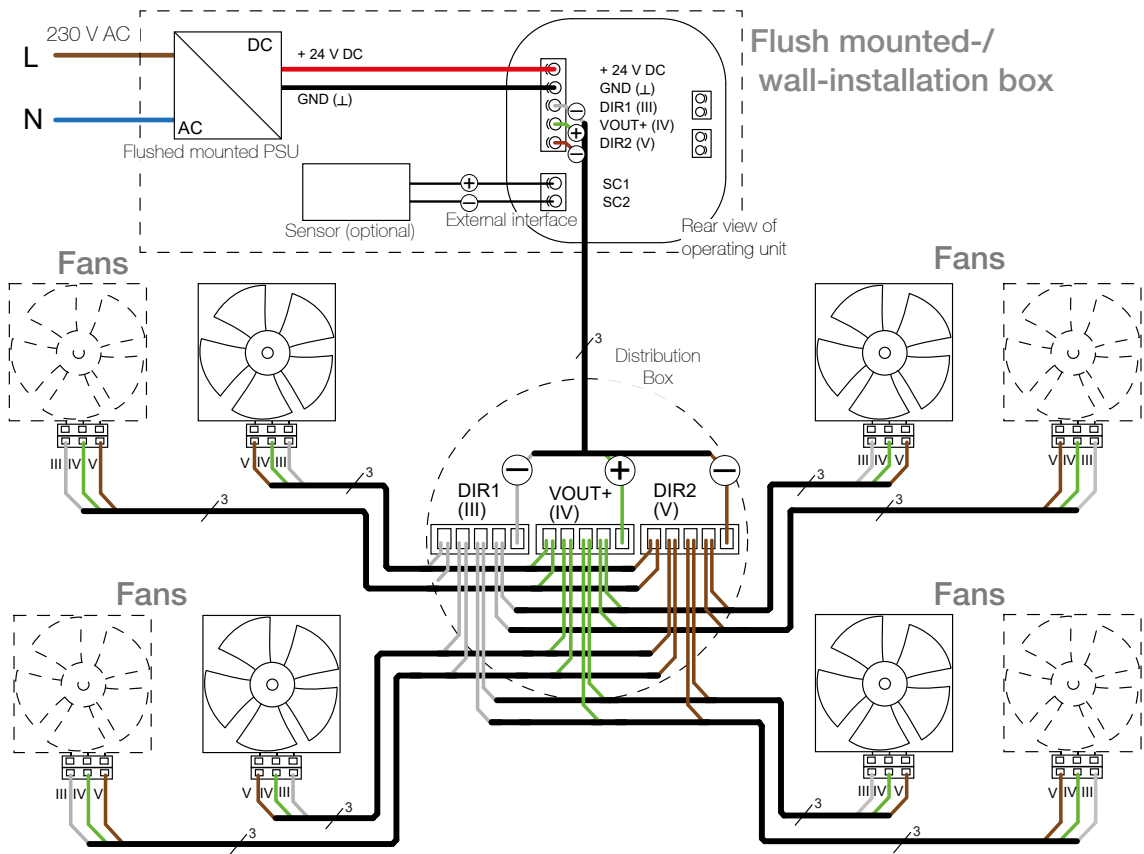 230 V AC
L
N
DC
AC
Flushed mounted PSU
+ 24 V DC
GND (⊥)
+ 24 V DC
GND (⊥)
DIR1 (III)
VOUT+ (IV)
DIR2 (V)
SC1
SC2
Sensor (optional)
External interface
Rear view of
operating unit
Flush mounted-/
wall-installation box
Fans
Fans
3
Distribution
Box
III IV V
V IV III
III IV V
V IV III
3
3
3
3
DIR1
(III)
VOUT+
(IV)
DIR2
(V)
Fans
Fans
III IV V
V IV III
III IV V
V IV III
3
3
3
3